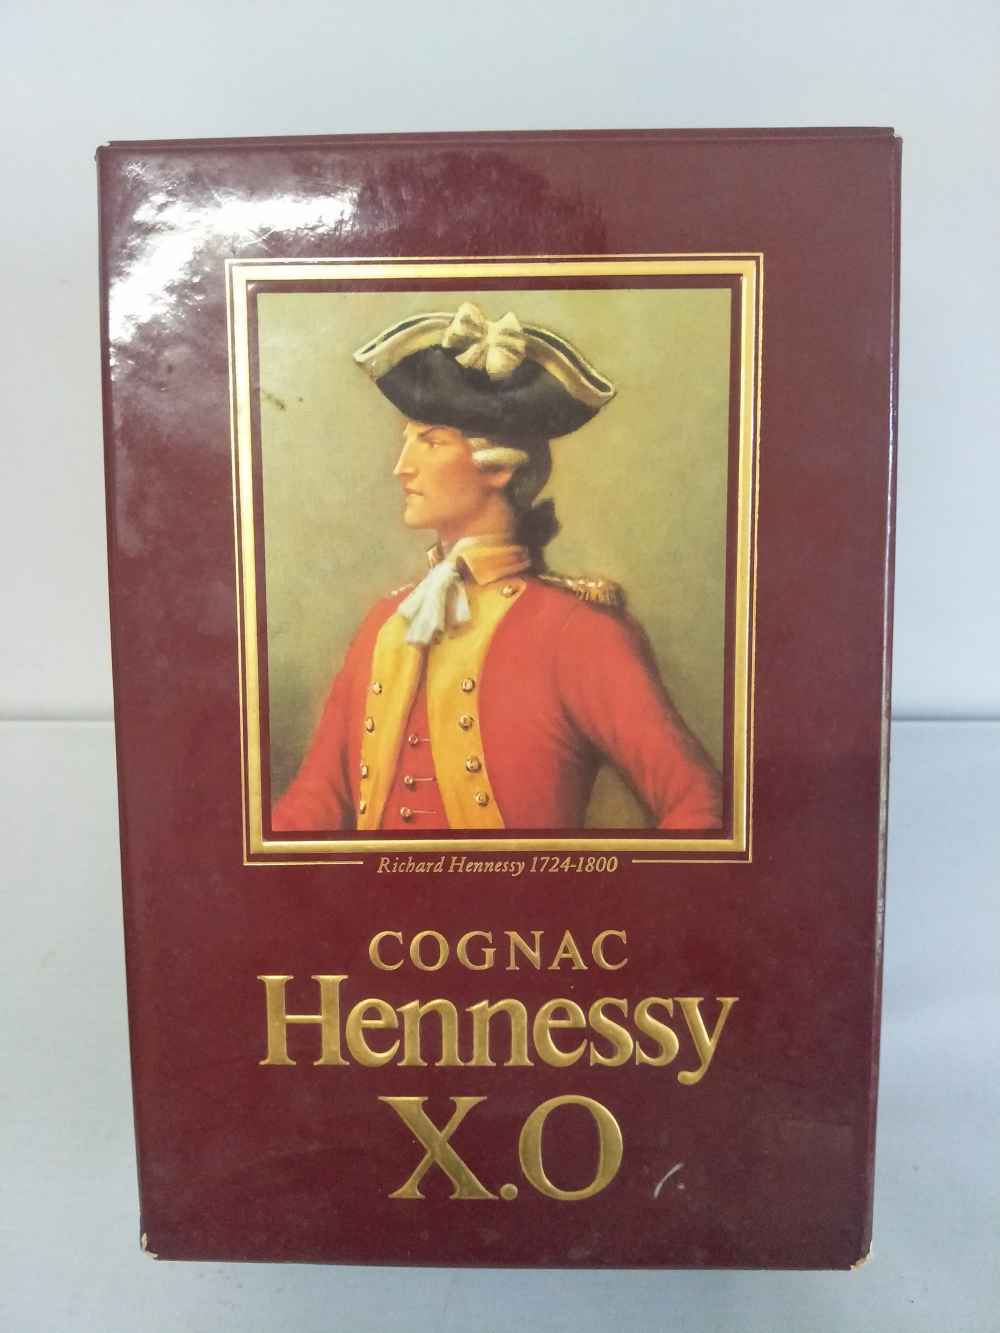 Richard Hennessy 1724-1800
COGNAC
Hennessy
X.O